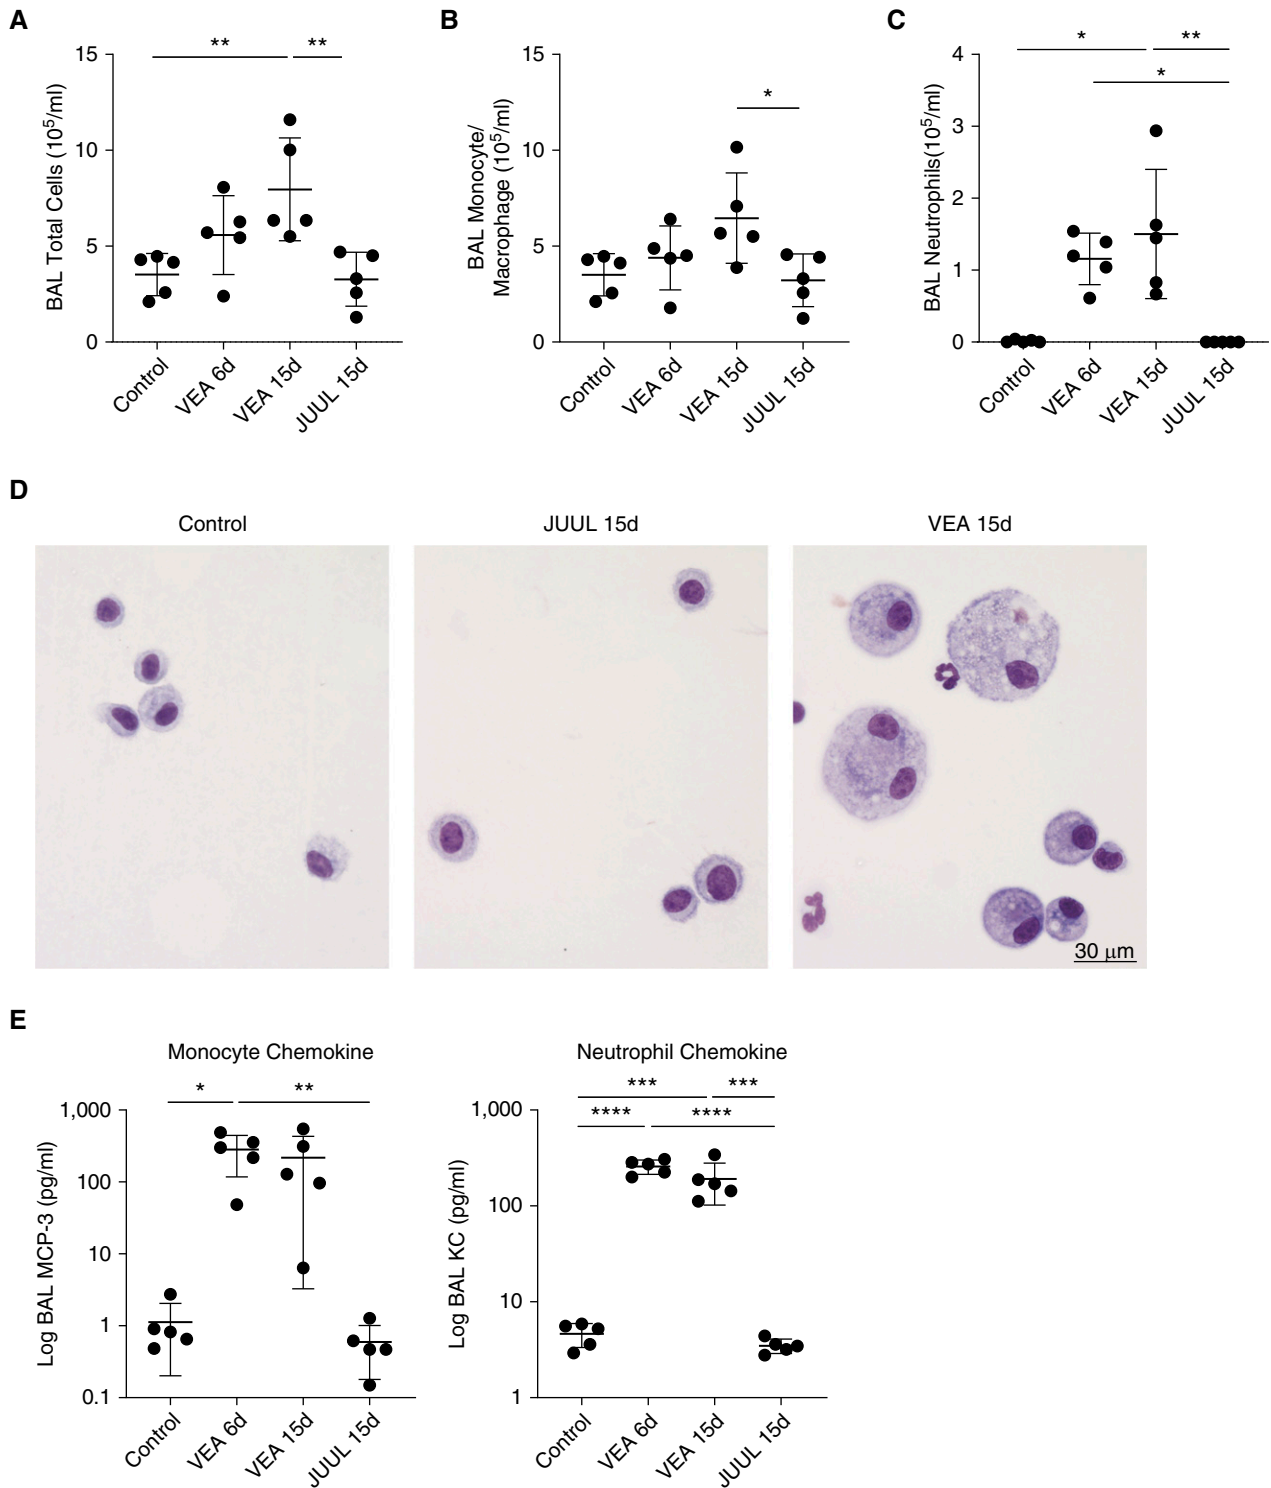 A
B
C
** **
*
* **
*
15
10
5
0
BAL Total Cells (10⁵/ml)
Control
VEA 6d
VEA 15d
JUUL 15d
15
10
5
0
BAL Monocyte/
Macrophage (10⁵/ml)
Control
VEA 6d
VEA 15d
JUUL 15d
4
3
2
1
0
BAL Neutrophils(10⁵/ml)
Control
VEA 6d
VEA 15d
JUUL 15d
D
Control
JUUL 15d
VEA 15d
30 μm
E
Monocyte Chemokine
* **
1,000
100
10
1
0.1
Log BAL MCP-3 (pg/ml)
Control
VEA 6d
VEA 15d
JUUL 15d
Neutrophil Chemokine
*** ***
**** ****
1,000
100
10
1
Log BAL KC (pg/ml)
Control
VEA 6d
VEA 15d
JUUL 15d